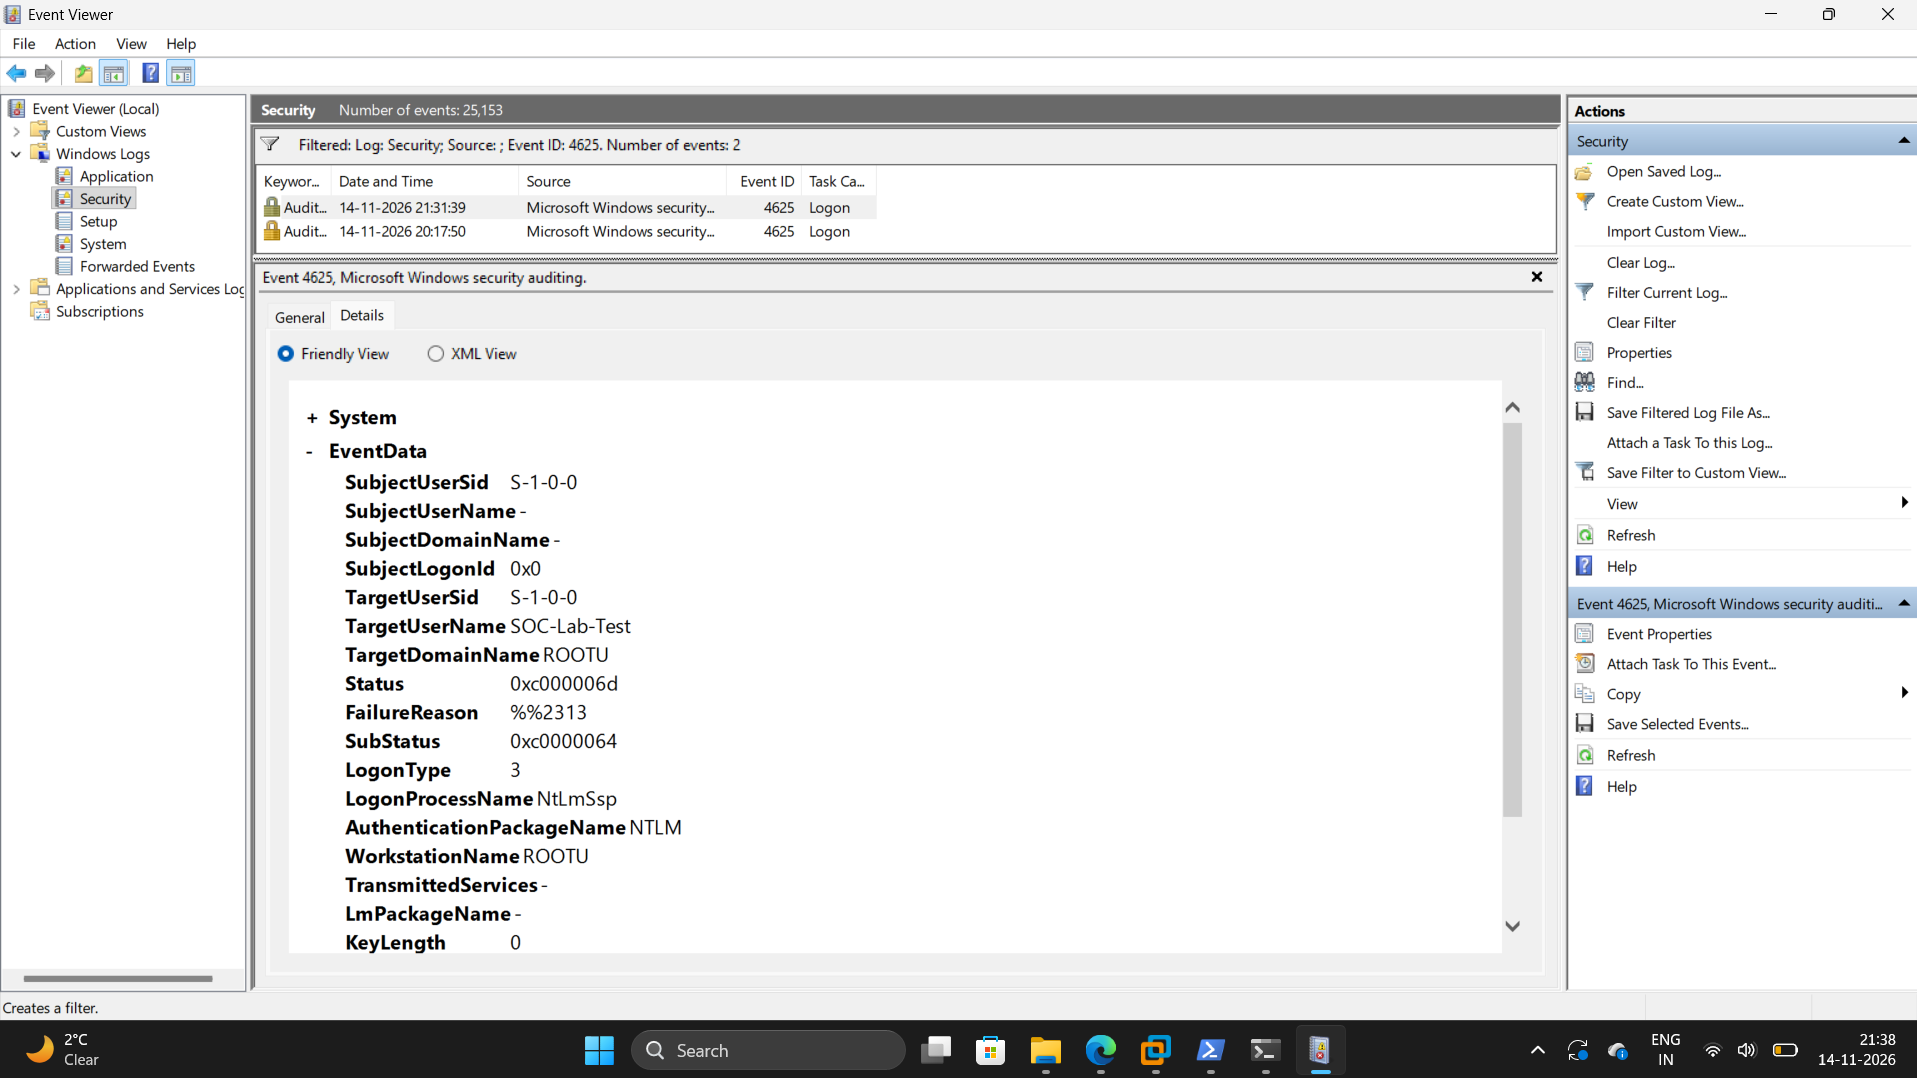 Event Viewer
File Action View Help
Event Viewer (Local)
Custom Views
Windows Logs
Application
Security
Setup
System
Forwarded Events
Applications and Services Log
Subscriptions
Security Number of events: 25,153
Filtered: Log: Security; Source: ; Event ID: 4625. Number of events: 2
Keywor... Date and Time Source Event ID Task Ca...
Audit... 14-11-2026 21:31:39 Microsoft Windows security... 4625 Logon
Audit... 14-11-2026 20:17:50 Microsoft Windows security... 4625 Logon
Event 4625, Microsoft Windows security auditing.
General Details
Friendly View XML View
+ System
- EventData
SubjectUserSid S-1-0-0
SubjectUserName -
SubjectDomainName -
SubjectLogonId 0x0
TargetUserSid S-1-0-0
TargetUserName SOC-Lab-Test
TargetDomainName ROOTU
Status 0xc000006d
FailureReason %%2313
SubStatus 0xc0000064
LogonType 3
LogonProcessName NtLmSsp
AuthenticationPackageName NTLM
WorkstationName ROOTU
TransmittedServices -
LmPackageName -
KeyLength 0
Actions
Security
Open Saved Log...
Create Custom View...
Import Custom View...
Clear Log...
Filter Current Log...
Clear Filter
Properties
Find...
Save Filtered Log File As...
Attach a Task To this Log...
Save Filter to Custom View...
View
Refresh
Help
Event 4625, Microsoft Windows security auditi...
Event Properties
Attach Task To This Event...
Copy
Save Selected Events...
Refresh
Help
Creates a filter.
2°C
Clear
Search
ENG
IN
21:38
14-11-2026